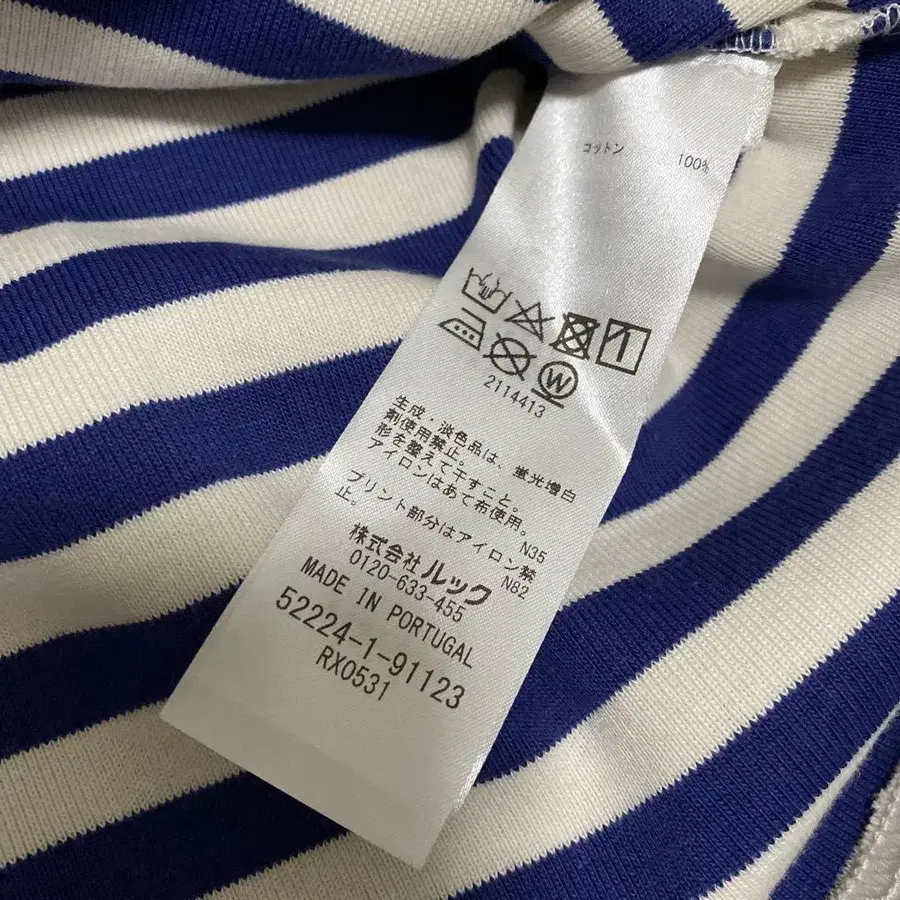 コットン 100%
2114413
生成・淡色品は、蛍光増白
剤使用禁止。
形を整えて干すこと。
アイロンはあて布使用。
N35
プリント部分はアイロン禁
止。
N82
株式会社ルック
0120-633-455
MADE IN PORTUGAL
52224-1-91123
RX0531